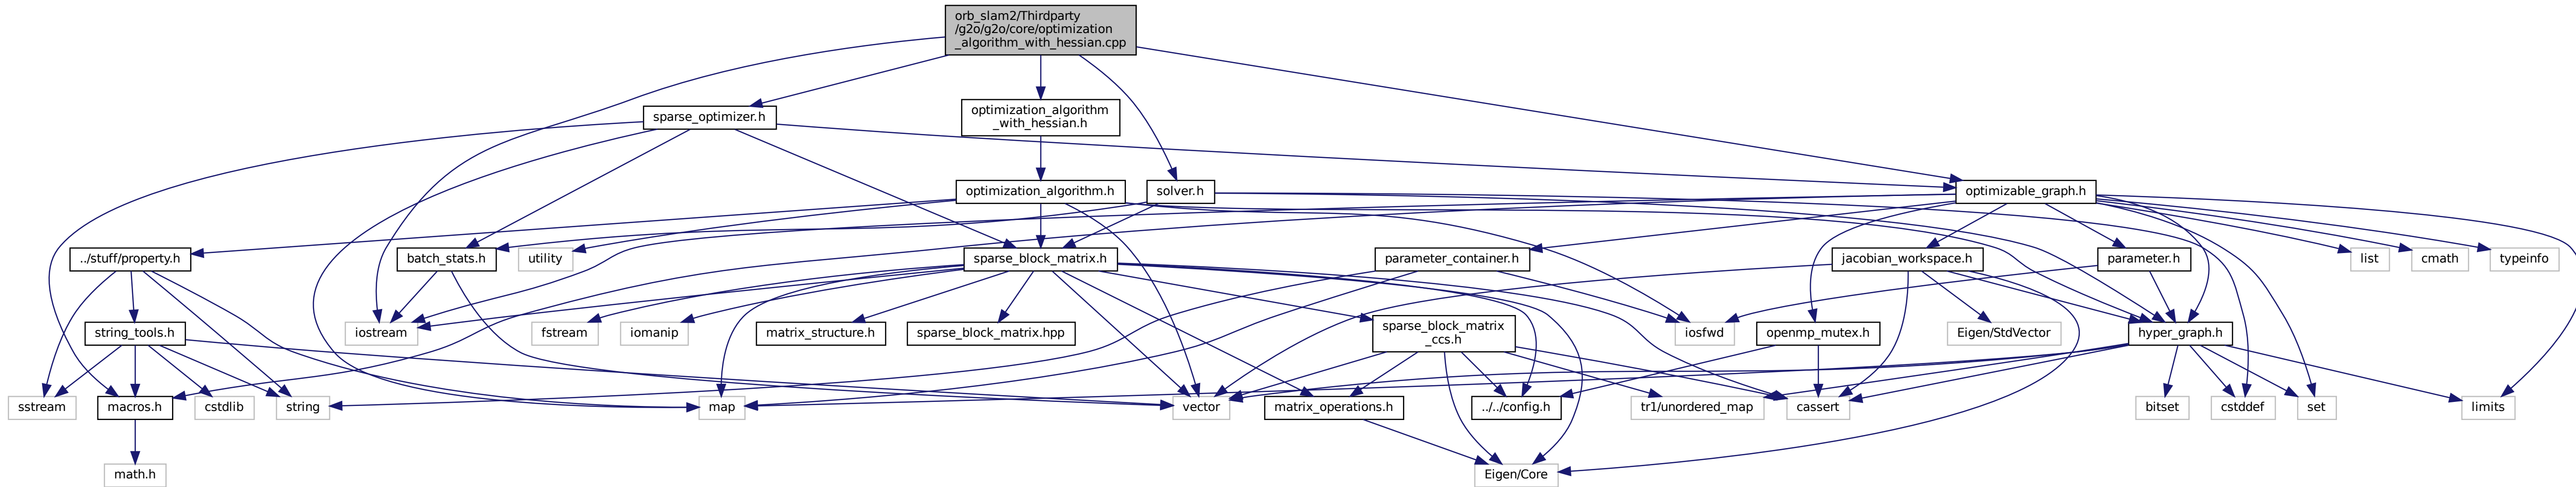 orb_slam2/Thirdparty
/g2o/g2o/core/optimization
_algorithm_with_hessian.cpp
sparse_optimizer.h
optimization_algorithm
_with_hessian.h
optimization_algorithm.h
solver.h
optimizable_graph.h
../stuff/property.h
batch_stats.h
utility
sparse_block_matrix.h
parameter_container.h
jacobian_workspace.h
parameter.h
list
cmath
typeinfo
string_tools.h
iostream
fstream
iomanip
matrix_structure.h
sparse_block_matrix.hpp
sparse_block_matrix
_ccs.h
iosfwd
openmp_mutex.h
Eigen/StdVector
hyper_graph.h
sstream
macros.h
cstdlib
string
map
vector
matrix_operations.h
../../config.h
tr1/unordered_map
cassert
bitset
cstddef
set
limits
math.h
Eigen/Core